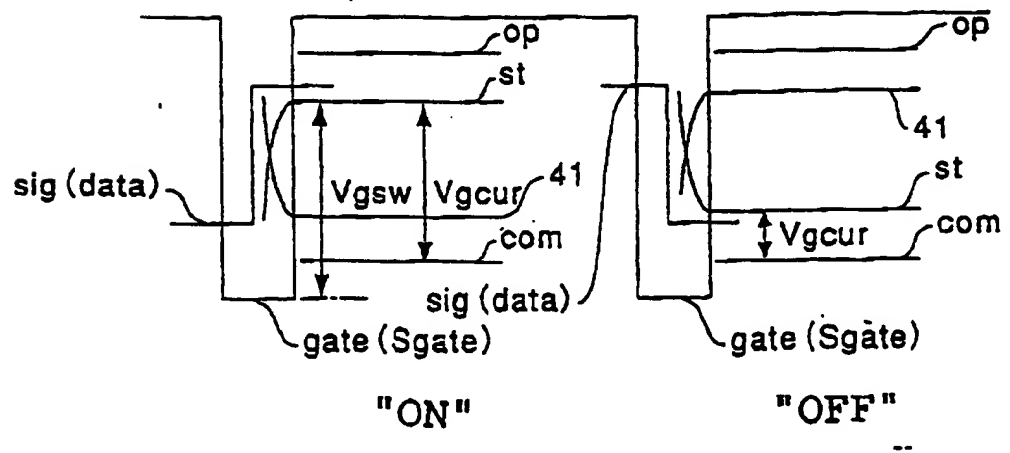 op
op
st
41
sig (data)
Vgsw
Vgcur
41
st
com
Vgcur
com
sig (data)
gate (Sgate)
gate (Sgate)
"ON"
"OFF"